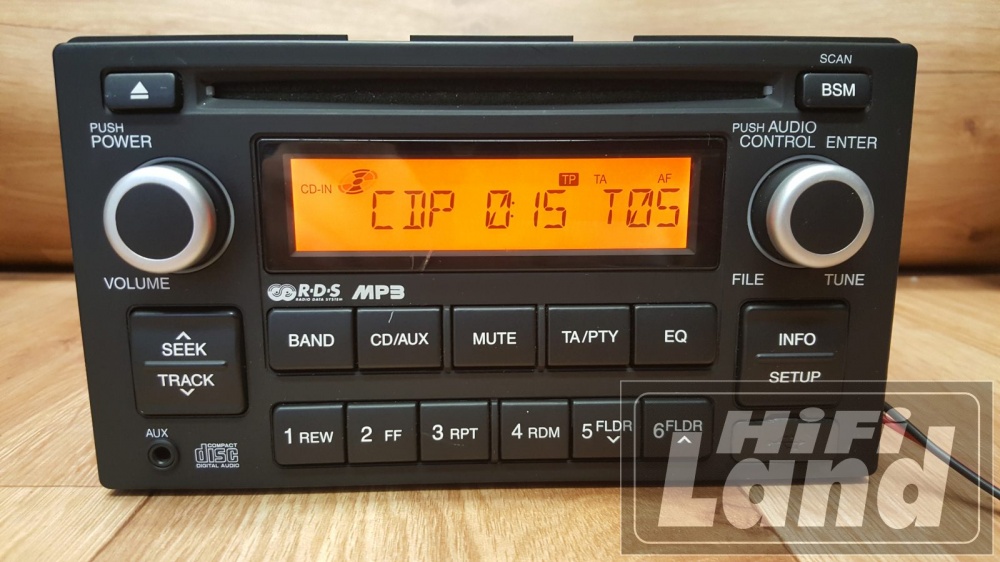 SCAN
BSM
PUSH
POWER
PUSH AUDIO
CONTROL ENTER
CD-IN TP TA AF
CDP 0:15 T05
VOLUME
FILE TUNE
R·D·S
RADIO DATA SYSTEM
MP3
BAND CD/AUX MUTE TA/PTY EQ
SEEK
TRACK
INFO
SETUP
1 REW 2 FF 3 RPT 4 RDM 5 FLDR 6 FLDR
AUX
COMPACT
disc
DIGITAL AUDIO
HiFi
Land